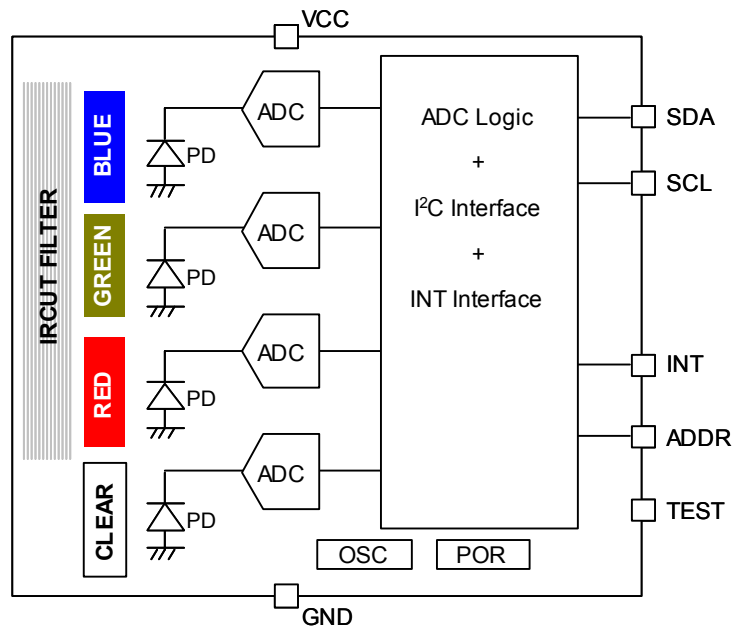 VCC
BLUE
ADC
PD
GREEN
ADC
PD
IRCUT FILTER
RED
ADC
PD
CLEAR
ADC
PD
ADC Logic
+
I²C Interface
+
INT Interface
SDA
SCL
INT
ADDR
TEST
OSC
POR
GND